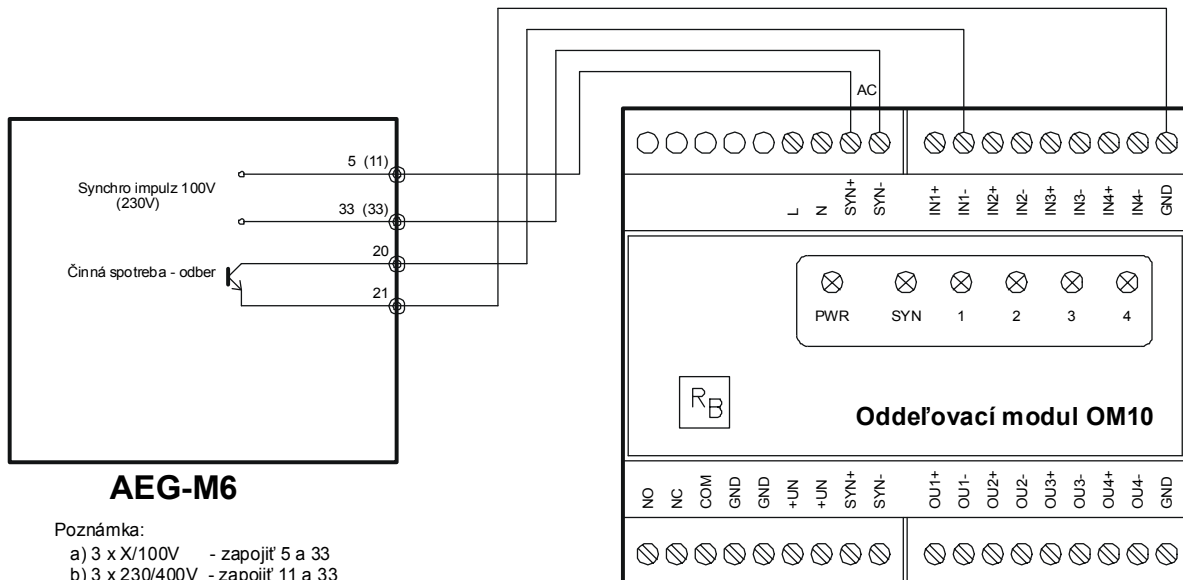 AC
5 (11)
Synchro impulz 100V
(230V)
33 (33)
20
Činná spotreba - odber
21
L N SYN+ SYN- IN1+ IN1- IN2+ IN2- IN3+ IN3- IN4+ IN4- GND
PWR SYN 1 2 3 4
RB
Oddeľovací modul OM10
NO NC COM GND GND +UN +UN SYN+ SYN- OU1+ OU1- OU2+ OU2- OU3+ OU3- OU4+ OU4- GND
AEG-M6
Poznámka:
a) 3 x X/100V - zapojiť 5 a 33
b) 3 x 230/400V - zapojiť 11 a 33